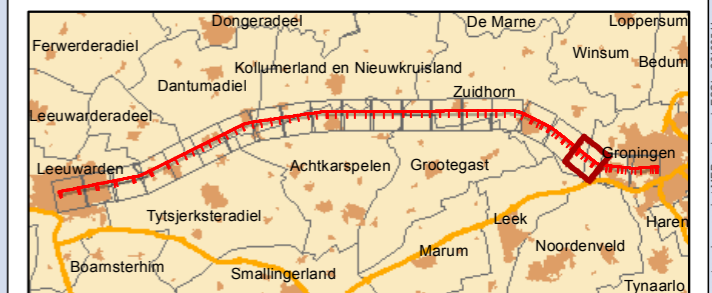 Dongeradeel
De Marne
Loppersum
Ferwerderadiel
Winsum
Bedum
Kollumerland en Nieuwkruisland
Dantumadiel
Zuidhorn
Leeuwarderadeel
Groningen
Leeuwarden
Achtkarspelen
Grootegast
Tytsjerksteradiel
Leek
Haren
Noordenveld
Marum
Boarnsterhim
Smallingerland
Tynaarlo